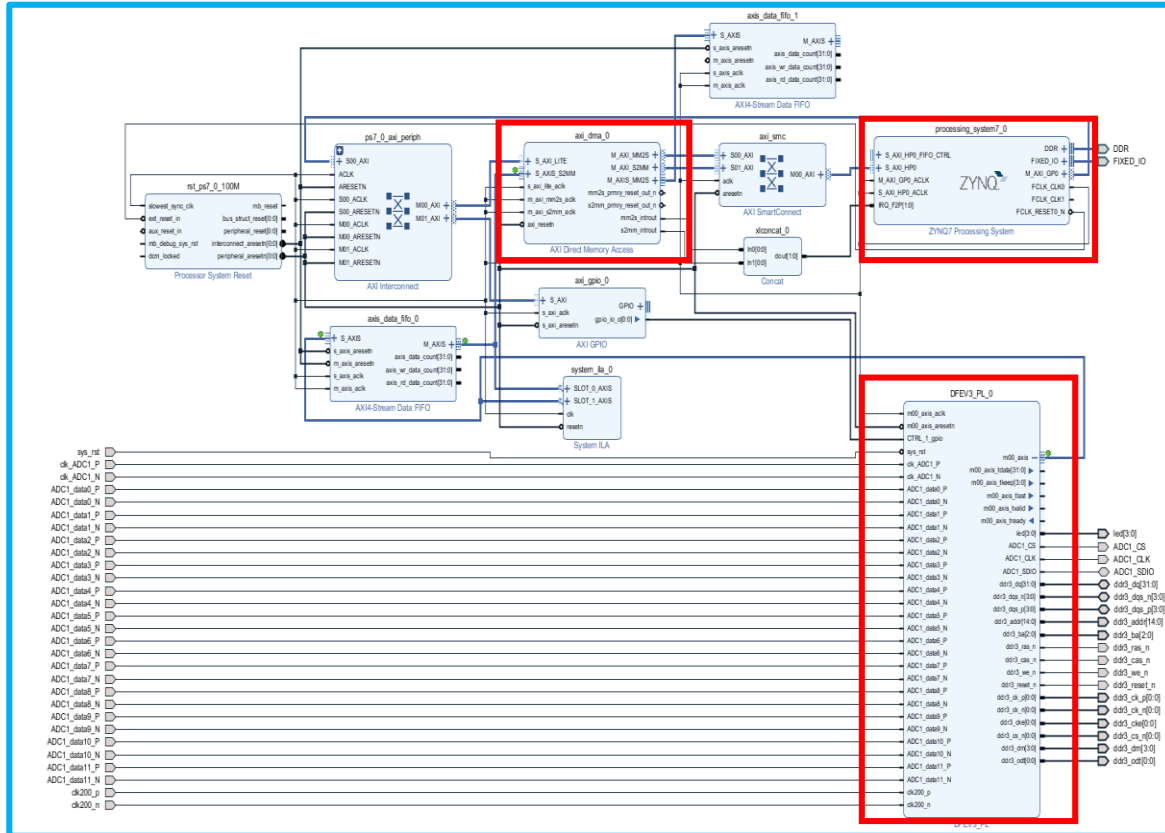 axis_data_fifo_1
S_AXIS
s_axis_aresetn
m_axis_aresetn
s_axis_aclk
m_axis_aclk
M_AXIS
axis_data_count[31:0]
axis_wr_data_count[31:0]
axis_rd_data_count[31:0]
AXI4-Stream Data FIFO
ps7_0_axi_periph
S00_AXI
ACLK
ARESETN
S00_ACLK
S00_ARESETN
M00_ACLK
M00_ARESETN
M01_ACLK
M01_ARESETN
M00_AXI
M01_AXI
AXI Interconnect
axi_dma_0
S_AXI_LITE
S_AXIS_S2MM
s_axi_lite_aclk
m_axi_mm2s_aclk
m_axi_s2mm_aclk
axi_resetn
M_AXI_MM2S
M_AXI_S2MM
M_AXIS_MM2S
mm2s_prmry_reset_out_n
s2mm_prmry_reset_out_n
mm2s_introut
s2mm_introut
AXI Direct Memory Access
axi_smc
S00_AXI
S01_AXI
aclk
aresetn
M00_AXI
AXI SmartConnect
processing_system7_0
S_AXI_HP0_FIFO_CTRL
S_AXI_HP0
M_AXI_GP0_ACLK
S_AXI_HP0_ACLK
IRQ_F2P[1:0]
ZYNQ
DDR
FIXED_IO
M_AXI_GP0
FCLK_CLK0
FCLK_CLK1
FCLK_RESET0_N
ZYNQ7 Processing System
DDR
FIXED_IO
rst_ps7_0_100M
slowest_sync_clk
ext_reset_in
aux_reset_in
mb_debug_sys_rst
dcm_locked
mb_reset
bus_struct_reset[0:0]
peripheral_reset[0:0]
interconnect_aresetn[0:0]
peripheral_aresetn[0:0]
Processor System Reset
xlconcat_0
In0[0:0]
In1[0:0]
dout[1:0]
Concat
axi_gpio_0
S_AXI
s_axi_aclk
s_axi_aresetn
GPIO
gpio_io_o[0:0]
AXI GPIO
axis_data_fifo_0
S_AXIS
s_axis_aresetn
m_axis_aresetn
s_axis_aclk
m_axis_aclk
M_AXIS
axis_data_count[31:0]
axis_wr_data_count[31:0]
axis_rd_data_count[31:0]
AXI4-Stream Data FIFO
system_ila_0
SLOT_0_AXIS
SLOT_1_AXIS
clk
resetn
System ILA
sys_rst
clk_ADC1_P
clk_ADC1_N
ADC1_data0_P
ADC1_data0_N
ADC1_data1_P
ADC1_data1_N
ADC1_data2_P
ADC1_data2_N
ADC1_data3_P
ADC1_data3_N
ADC1_data4_P
ADC1_data4_N
ADC1_data5_P
ADC1_data5_N
ADC1_data6_P
ADC1_data6_N
ADC1_data7_P
ADC1_data7_N
ADC1_data8_P
ADC1_data8_N
ADC1_data9_P
ADC1_data9_N
ADC1_data10_P
ADC1_data10_N
ADC1_data11_P
ADC1_data11_N
clk200_p
clk200_n
DFEV3_PL_0
m00_axis_aclk
m00_axis_aresetn
CTRL_1_gpio
sys_rst
clk_ADC1_P
clk_ADC1_N
ADC1_data0_P
ADC1_data0_N
ADC1_data1_P
ADC1_data1_N
ADC1_data2_P
ADC1_data2_N
ADC1_data3_P
ADC1_data3_N
ADC1_data4_P
ADC1_data4_N
ADC1_data5_P
ADC1_data5_N
ADC1_data6_P
ADC1_data6_N
ADC1_data7_P
ADC1_data7_N
ADC1_data8_P
ADC1_data8_N
ADC1_data9_P
ADC1_data9_N
ADC1_data10_P
ADC1_data10_N
ADC1_data11_P
ADC1_data11_N
clk200_p
clk200_n
m00_axis
m00_axis_tdata[31:0]
m00_axis_tkeep[3:0]
m00_axis_tlast
m00_axis_tvalid
m00_axis_tready
led[3:0]
ADC1_CS
ADC1_CLK
ADC1_SDIO
ddr3_dq[31:0]
ddr3_dqs_n[3:0]
ddr3_dqs_p[3:0]
ddr3_addr[14:0]
ddr3_ba[2:0]
ddr3_ras_n
ddr3_cas_n
ddr3_we_n
ddr3_reset_n
ddr3_ck_p[0:0]
ddr3_ck_n[0:0]
ddr3_cke[0:0]
ddr3_cs_n[0:0]
ddr3_dm[3:0]
ddr3_odt[0:0]
DFEV3_PL
led[3:0]
ADC1_CS
ADC1_CLK
ADC1_SDIO
ddr3_dq[31:0]
ddr3_dqs_n[3:0]
ddr3_dqs_p[3:0]
ddr3_addr[14:0]
ddr3_ba[2:0]
ddr3_ras_n
ddr3_cas_n
ddr3_we_n
ddr3_reset_n
ddr3_ck_p[0:0]
ddr3_ck_n[0:0]
ddr3_cke[0:0]
ddr3_cs_n[0:0]
ddr3_dm[3:0]
ddr3_odt[0:0]